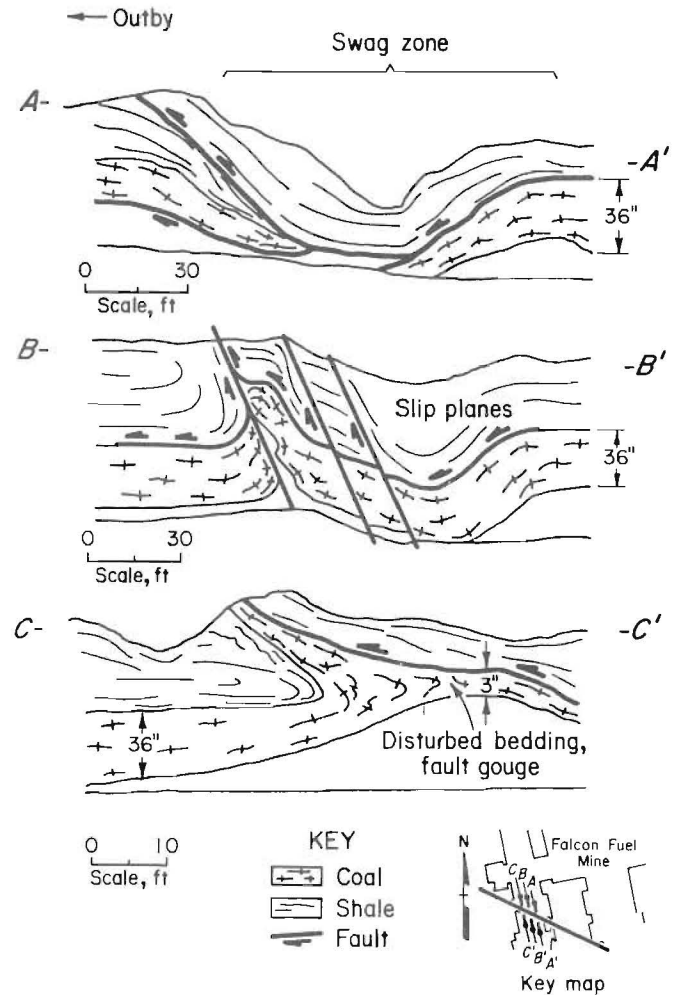 Outby
Swag zone
A-
-A'
36"
0 30
Scale, ft
B-
-B'
Slip planes
36"
0 30
Scale, ft
C-
-C'
3"
36"
Disturbed bedding,
fault gouge
0 10
Scale, ft
KEY
Coal
Shale
Fault
N
Falcon Fuel
Mine
C B A
C' B' A'
Key map